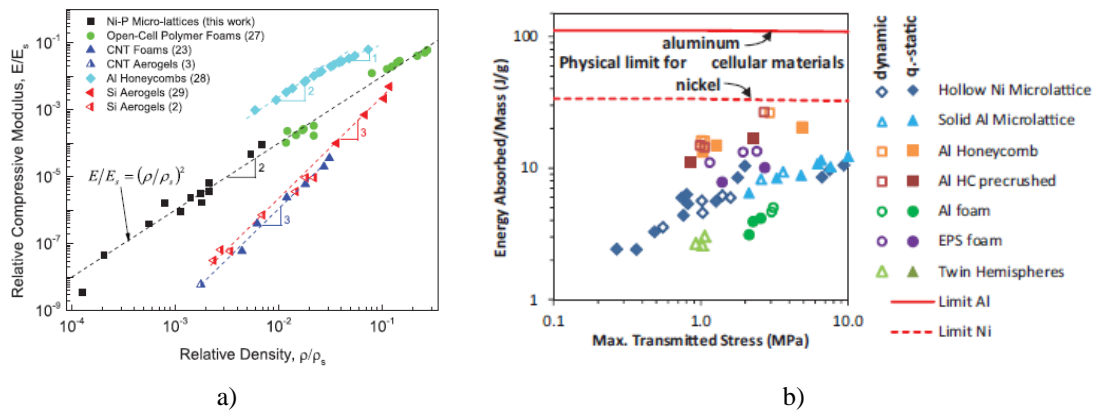 a)
Relative Compressive Modulus, E/Eₛ
10⁻¹
10⁻³
10⁻⁵
10⁻⁷
10⁻⁹
Ni-P Micro-lattices (this work)
Open-Cell Polymer Foams (27)
CNT Foams (23)
CNT Aerogels (3)
Al Honeycombs (28)
Si Aerogels (29)
Si Aerogels (2)
1
2
3
2
3
E/Eₛ = (ρ/ρₛ)²
10⁻⁴
10⁻³
10⁻²
10⁻¹
Relative Density, ρ/ρₛ
Energy Absorbed/Mass (J/g)
100
10
1
aluminum
Physical limit for cellular materials
nickel
0.1
1.0
10.0
Max. Transmitted Stress (MPa)
dynamic
q.-static
Hollow Ni Microlattice
Solid Al Microlattice
Al Honeycomb
Al HC precrushed
Al foam
EPS foam
Twin Hemispheres
Limit Al
Limit Ni
a)
b)